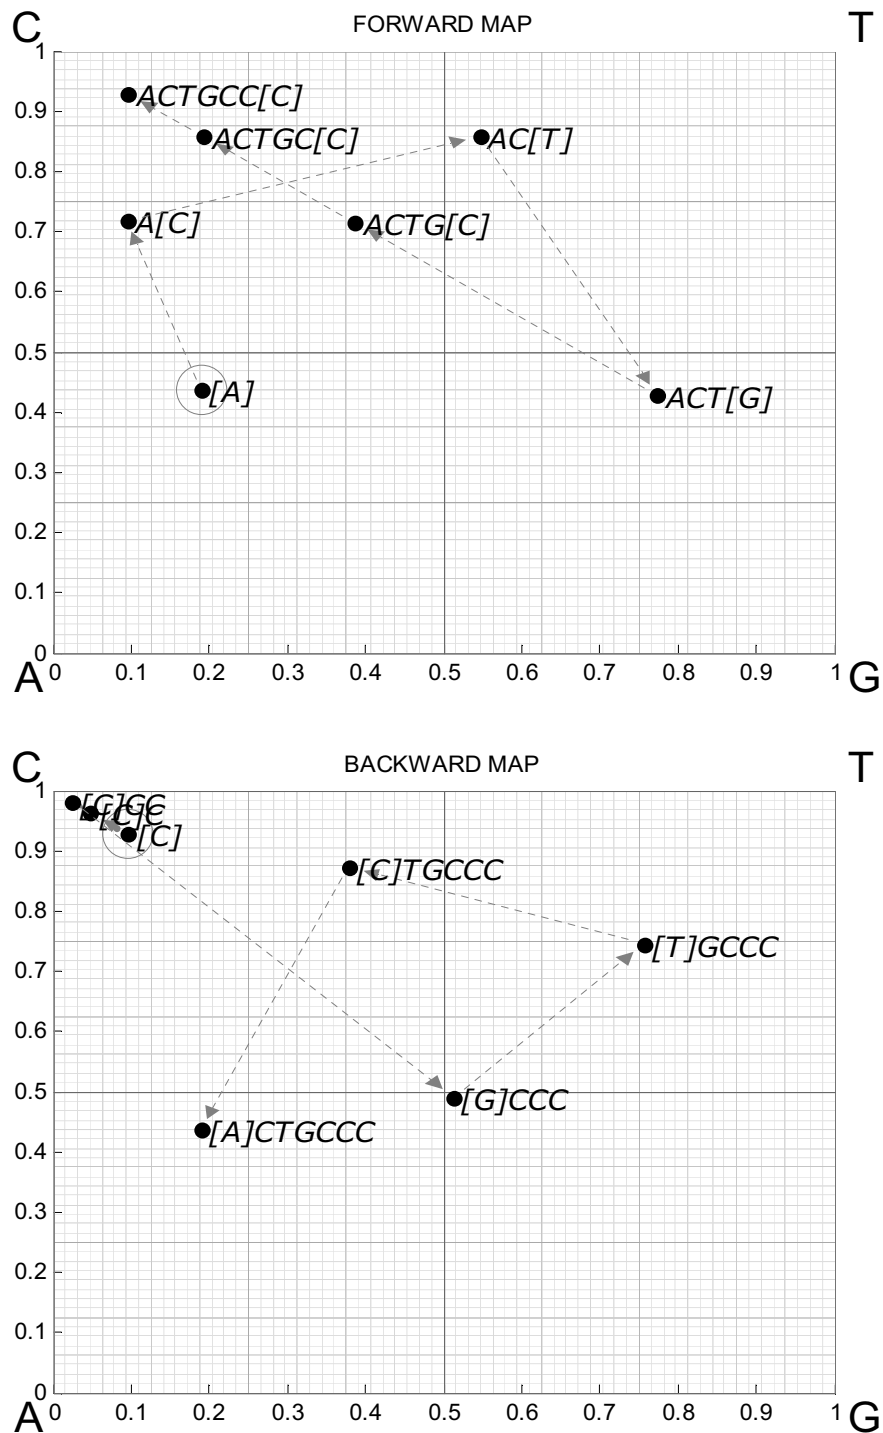 FORWARD MAP
C
T
1
ACTGCC[C]
0.9
ACTGC[C]
AC[T]
0.8
A[C]
ACTG[C]
0.7
0.6
0.5
[A]
ACT[G]
0.4
0.3
0.2
0.1
0
A
0 0.1 0.2 0.3 0.4 0.5 0.6 0.7 0.8 0.9 1
G
BACKWARD MAP
C
T
1
[C]GC
[C]C
[C]
0.9
[C]TGCCC
0.8
[T]GCCC
0.7
0.6
0.5
[G]CCC
[A]CTGCCC
0.4
0.3
0.2
0.1
0
A
0 0.1 0.2 0.3 0.4 0.5 0.6 0.7 0.8 0.9 1
G